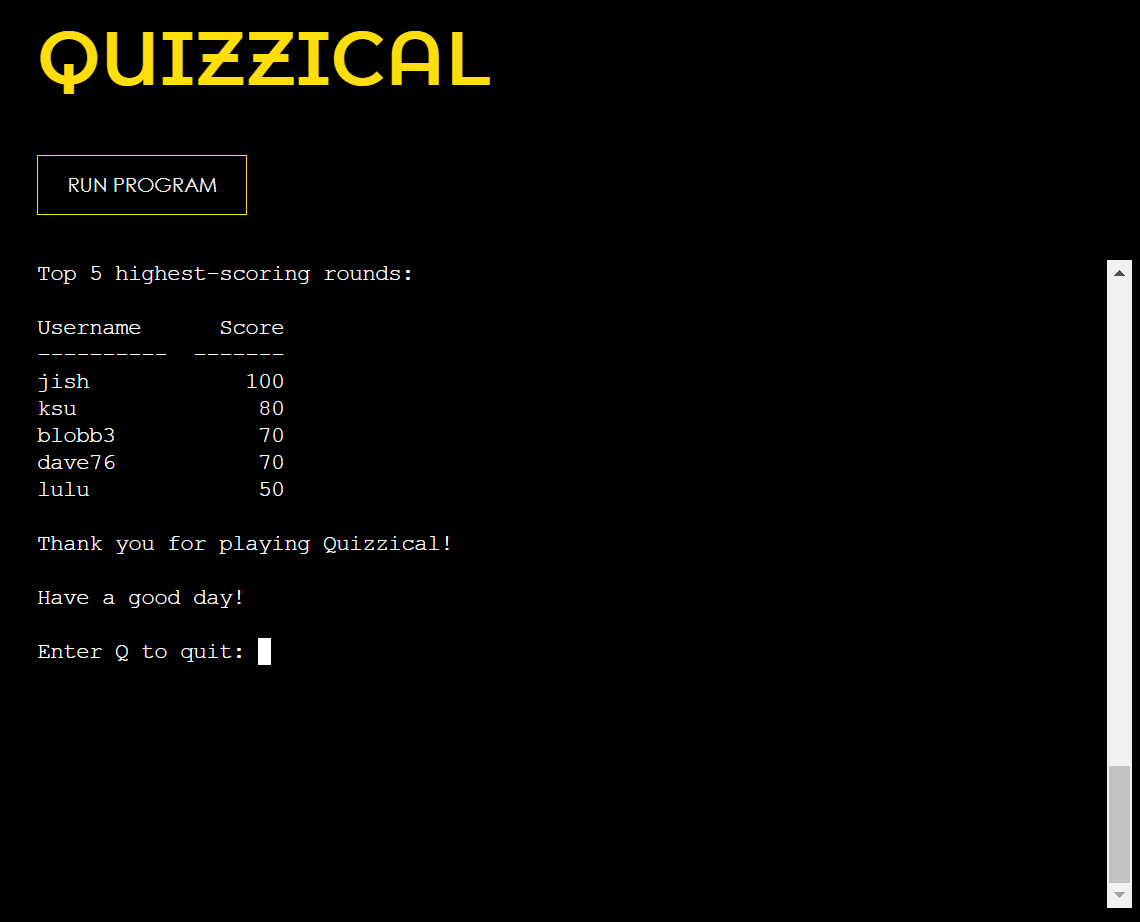 QUIZZICAL
RUN PROGRAM
Top 5 highest-scoring rounds:
Username      Score
----------  -------
jish            100
ksu              80
blobb3           70
dave76           70
lulu             50
Thank you for playing Quizzical!
Have a good day!
Enter Q to quit: